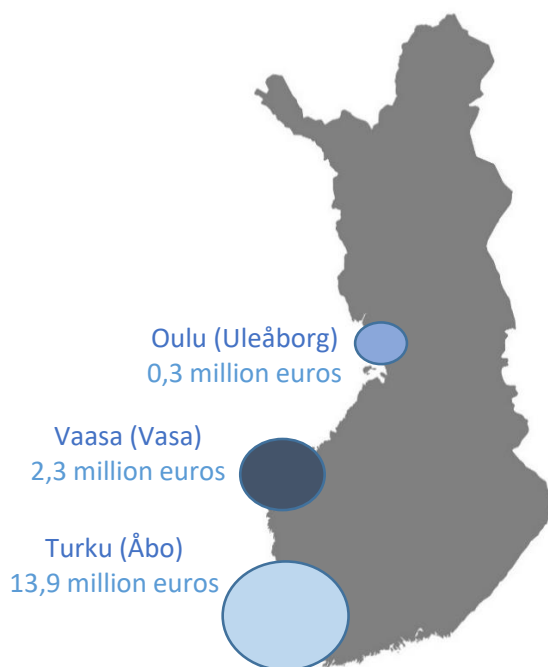 Oulu (Uleåborg)
0,3 million euros
Vaasa (Vasa)
2,3 million euros
Turku (Åbo)
13,9 million euros